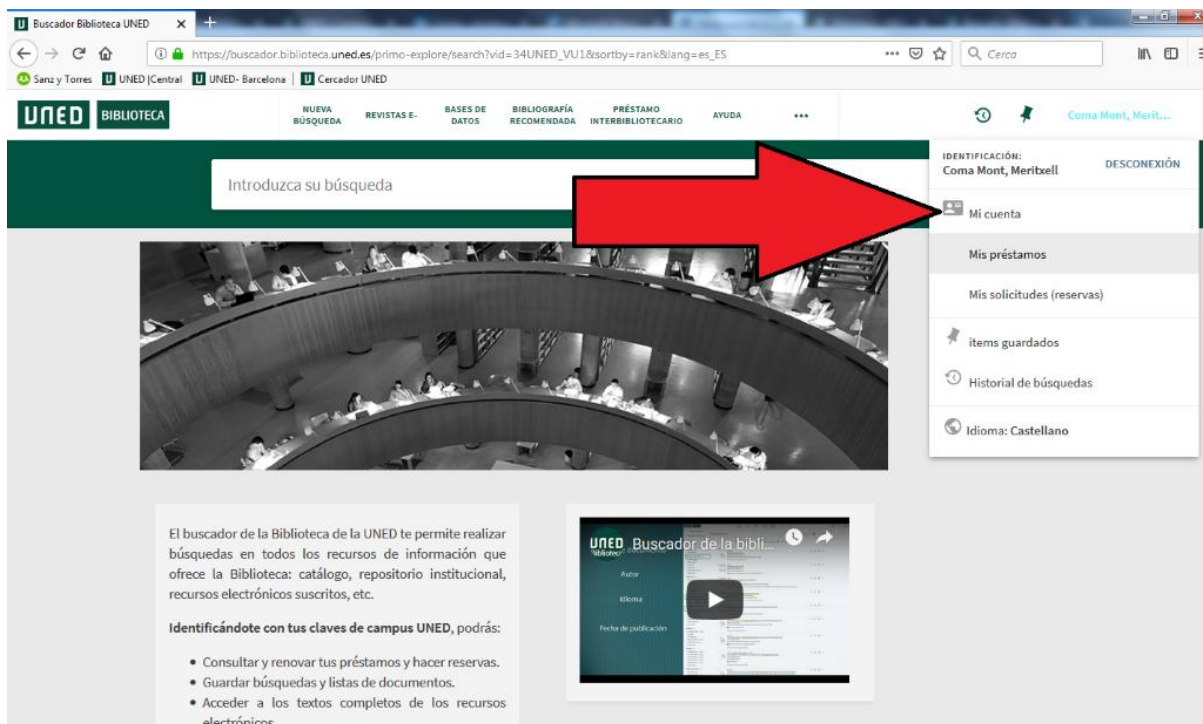 Buscador Biblioteca UNED
https://buscador.biblioteca.uned.es/primo-explore/search?vid=34UNED_VU1&sortby=rank&lang=es_ES
Cerca
Sanz y Torres
UNED |Central
UNED- Barcelona
Cercador UNED
UNED BIBLIOTECA
NUEVA BÚSQUEDA
REVISTAS E-
BASES DE DATOS
BIBLIOGRAFÍA RECOMENDADA
PRÉSTAMO INTERBIBLIOTECARIO
AYUDA
Coma Mont, Merit...
Introduzca su búsqueda
IDENTIFICACIÓN:
Coma Mont, Meritxell
DESCONEXIÓN
Mi cuenta
Mis préstamos
Mis solicitudes (reservas)
items guardados
Historial de búsquedas
Idioma: Castellano
El buscador de la Biblioteca de la UNED te permite realizar
búsquedas en todos los recursos de información que
ofrece la Biblioteca: catálogo, repositorio institucional,
recursos electrónicos suscritos, etc.
Identificándote con tus claves de campus UNED, podrás:
• Consultar y renovar tus préstamos y hacer reservas.
• Guardar búsquedas y listas de documentos.
• Acceder a los textos completos de los recursos
electrónicos
UNED Buscador de la bibli...
Biblioteca
Autor
Idioma
Fecha de publicación